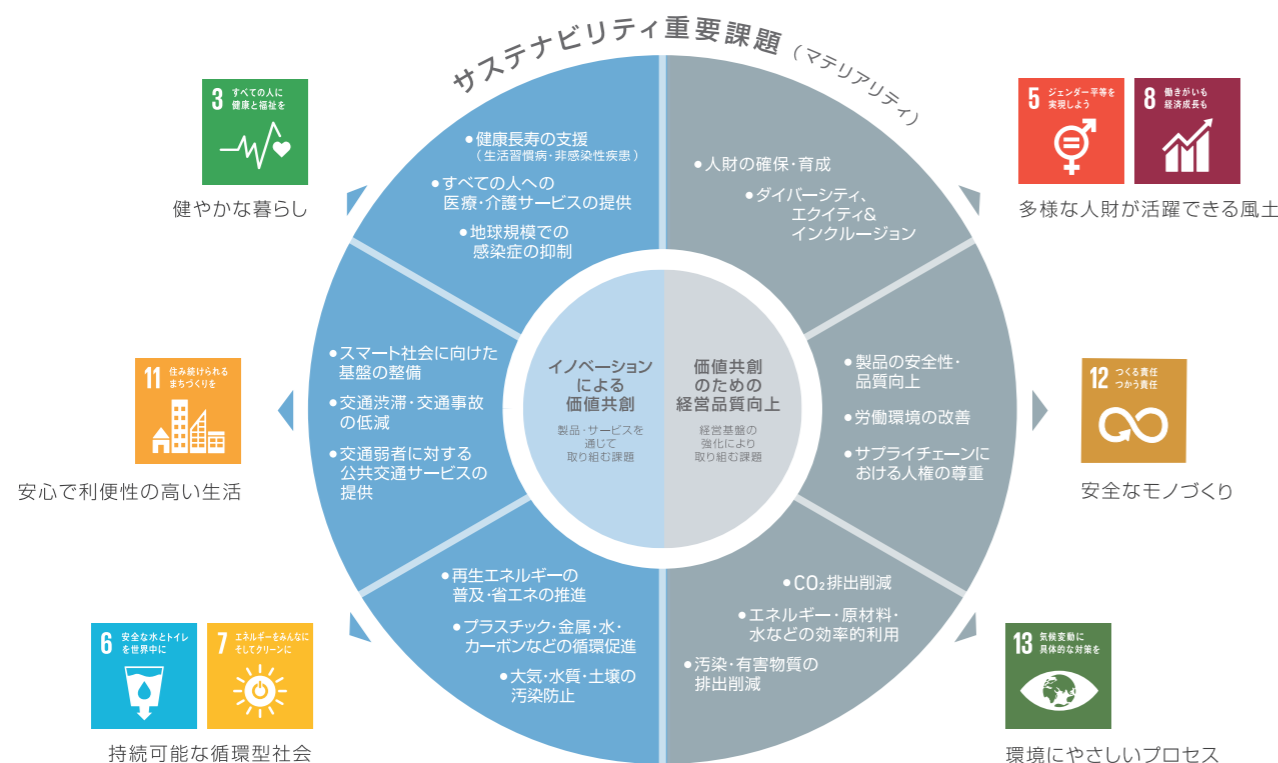 サステナビリティ重要課題（マテリアリティ）
3 すべての人に
健康と福祉を
健やかな暮らし
●健康長寿の支援
（生活習慣病・非感染性疾患）
●すべての人への
医療・介護サービスの提供
●地球規模での
感染症の抑制
●人財の確保・育成
●ダイバーシティ、
エクイティ&
インクルージョン
5 ジェンダー平等を
実現しよう
8 働きがいも
経済成長も
多様な人財が活躍できる風土
11 住み続けられる
まちづくりを
安心で利便性の高い生活
●スマート社会に向けた
基盤の整備
●交通渋滞・交通事故
の低減
●交通弱者に対する
公共交通サービスの
提供
イノベーション
による
価値共創
製品・サービスを
通じて
取り組む課題
価値共創
のための
経営品質向上
経営基盤の
強化により
取り組む課題
●製品の安全性・
品質向上
●労働環境の改善
●サプライチェーンに
おける人権の尊重
12 つくる責任
つかう責任
安全なモノづくり
6 安全な水とトイレ
を世界中に
7 エネルギーをみんなに
そしてクリーンに
持続可能な循環型社会
●再生エネルギーの
普及・省エネの推進
●プラスチック・金属・水・
カーボンなどの循環促進
●大気・水質・土壌の
汚染防止
●CO₂排出削減
●エネルギー・原材料・
水などの効率的利用
●汚染・有害物質の
排出削減
13 気候変動に
具体的な対策を
環境にやさしいプロセス